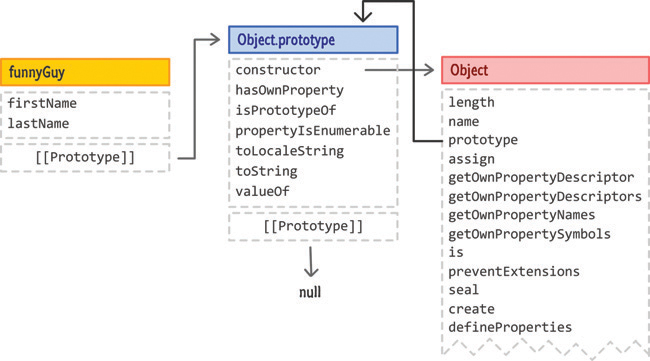 funnyGuy
firstName
lastName
[[Prototype]]
Object.prototype
constructor
hasOwnProperty
isPrototypeOf
propertyIsEnumerable
toLocaleString
toString
valueOf
[[Prototype]]
null
Object
length
name
prototype
assign
getOwnPropertyDescriptor
getOwnPropertyDescriptors
getOwnPropertyNames
getOwnPropertySymbols
is
preventExtensions
seal
create
defineProperties